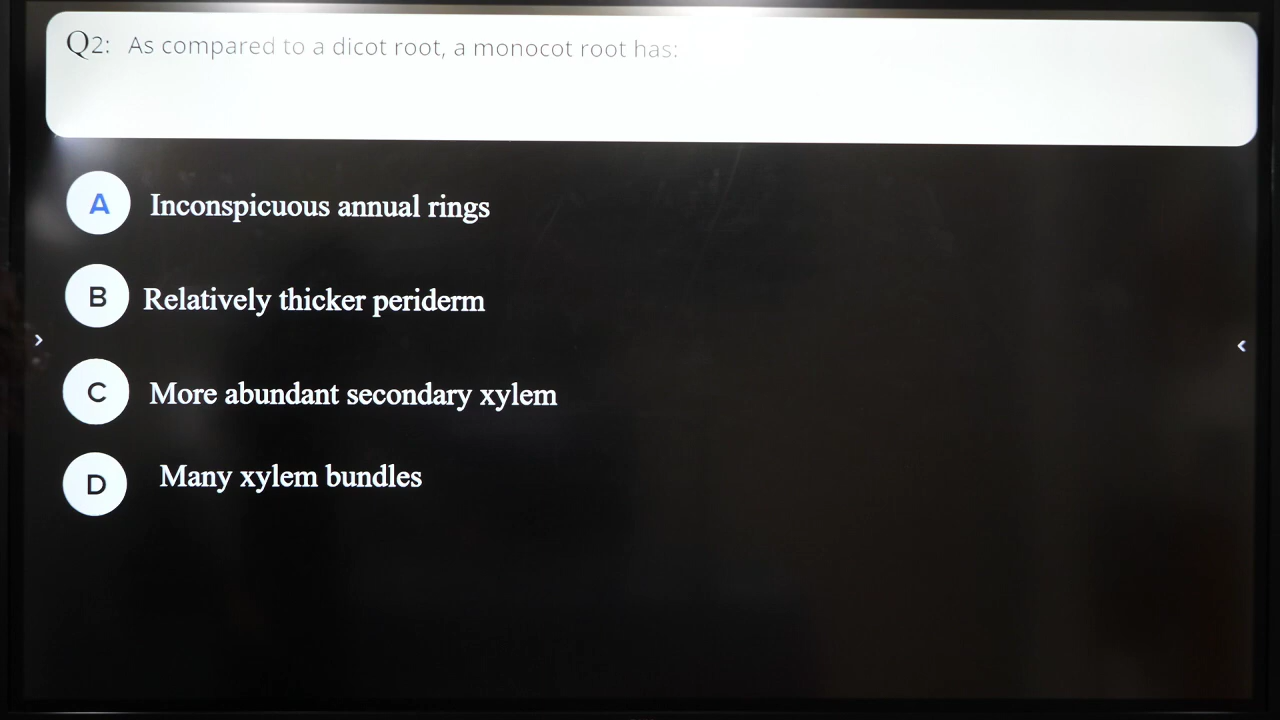 Q2: As compared to a dicot root, a monocot root has:
A Inconspicuous annual rings
B Relatively thicker periderm
C More abundant secondary xylem
D Many xylem bundles